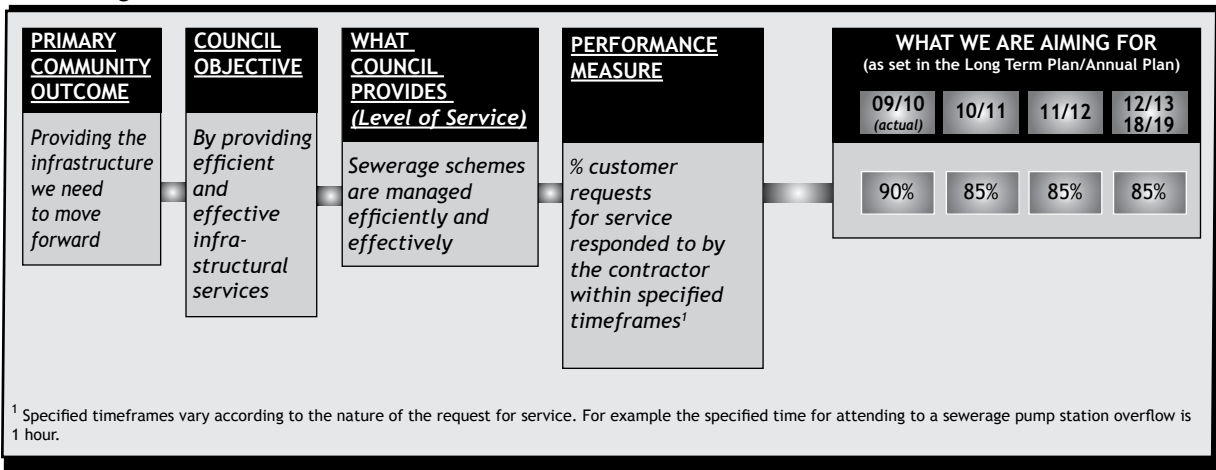 PRIMARY
COMMUNITY
OUTCOME
Providing the
infrastructure
we need
to move
forward
COUNCIL
OBJECTIVE
By providing
efficient
and
effective
infra-
structural
services
WHAT
COUNCIL
PROVIDES
(Level of Service)
Sewerage schemes
are managed
efficiently and
effectively
PERFORMANCE
MEASURE
% customer
requests
for service
responded to by
the contractor
within specified
timeframes¹
WHAT WE ARE AIMING FOR
(as set in the Long Term Plan/Annual Plan)
09/10
(actual)
10/11
11/12
12/13
18/19
90%
85%
85%
85%
¹ Specified timeframes vary according to the nature of the request for service. For example the specified time for attending to a sewerage pump station overflow is
1 hour.